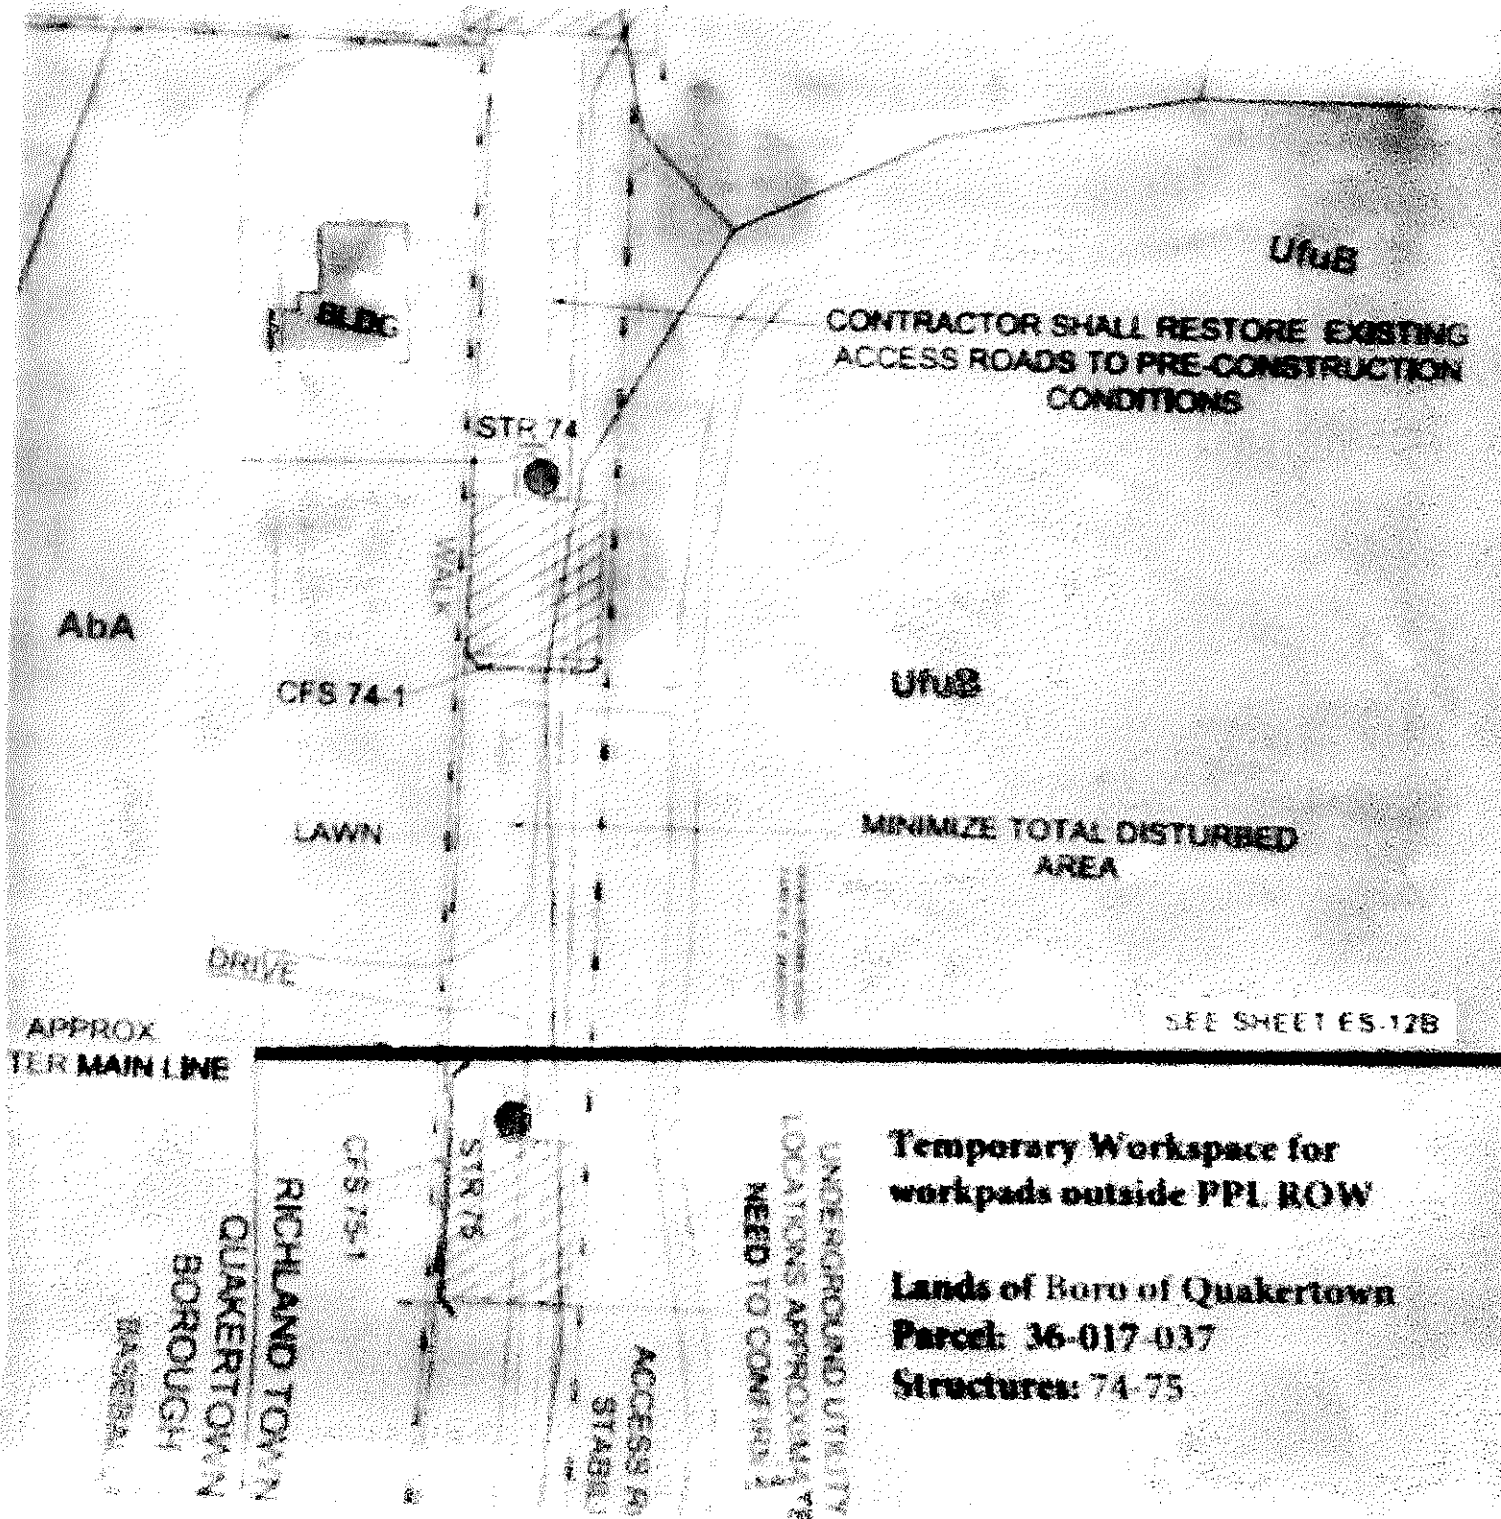 UfuB
CONTRACTOR SHALL RESTORE EXISTING
ACCESS ROADS TO PRE-CONSTRUCTION
CONDITIONS
BLDG
STR 74
AbA
CFS 74-1
UfuB
LAWN
MINIMIZE TOTAL DISTURBED
AREA
DRIVE
SEE SHEET ES-12B
APPROX
TER MAIN LINE
STR 75
CFS 75-1
RICHLAND TOWN
QUAKERTOWN
BOROUGH
UNDERGROUND UTILITY
LOCATIONS APPROXIMATE
NEED TO CONFIRM
ACCESS R
Temporary Workspace for
workpads outside PPL ROW
Lands of Boro of Quakertown
Parcel: 36-017-037
Structures: 74-75